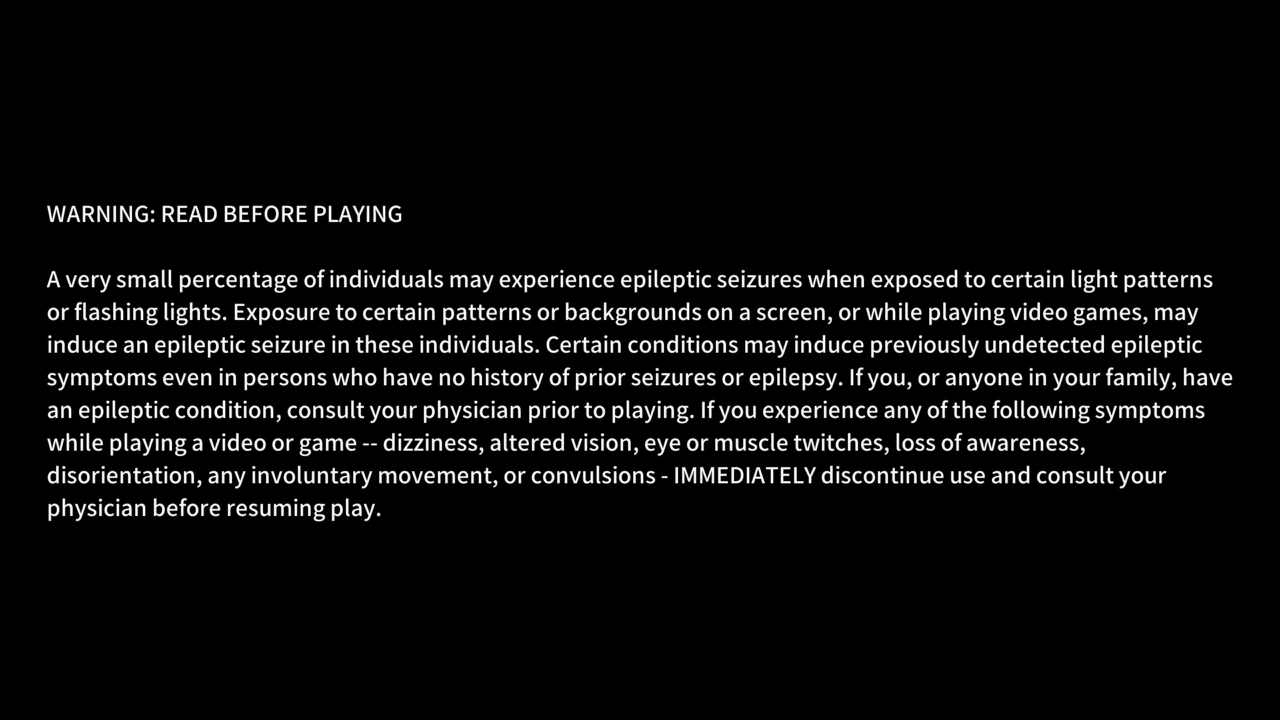 WARNING: READ BEFORE PLAYING
A very small percentage of individuals may experience epileptic seizures when exposed to certain light patterns
or flashing lights. Exposure to certain patterns or backgrounds on a screen, or while playing video games, may
induce an epileptic seizure in these individuals. Certain conditions may induce previously undetected epileptic
symptoms even in persons who have no history of prior seizures or epilepsy. If you, or anyone in your family, have
an epileptic condition, consult your physician prior to playing. If you experience any of the following symptoms
while playing a video or game -- dizziness, altered vision, eye or muscle twitches, loss of awareness,
disorientation, any involuntary movement, or convulsions - IMMEDIATELY discontinue use and consult your
physician before resuming play.